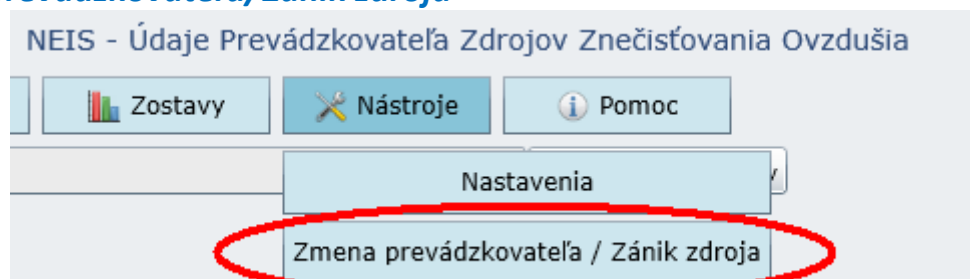 NEIS - Údaje Prevádzkovateľa Zdrojov Znečisťovania Ovzdušia
Zostavy Nástroje Pomoc
Nastavenia
Zmena prevádzkovateľa / Zánik zdroja